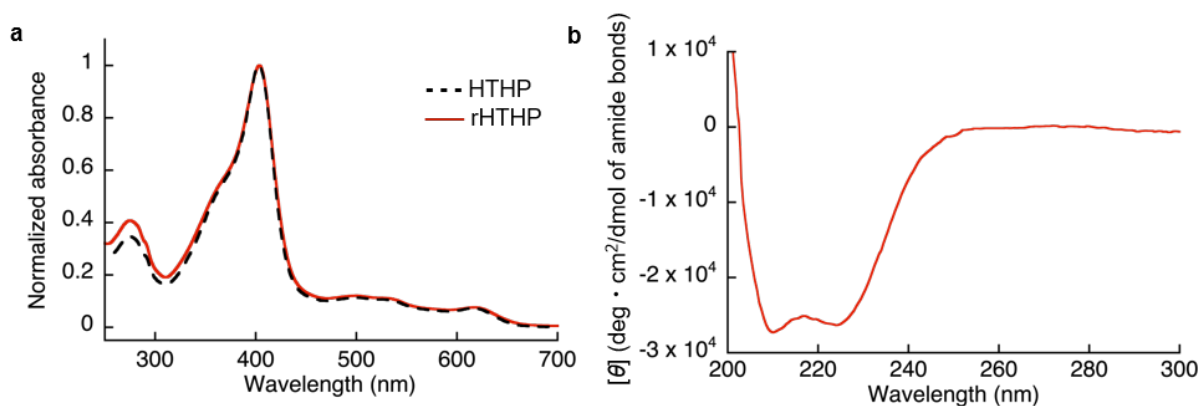 a
Normalized absorbance
1
0.8
0.6
0.4
0.2
0
300
400
500
600
700
Wavelength (nm)
HTHP
rHTHP
b
[θ] (deg · cm²/dmol of amide bonds)
1 x 10⁴
0
-1 x 10⁴
-2 x 10⁴
-3 x 10⁴
200
220
240
260
280
300
Wavelength (nm)